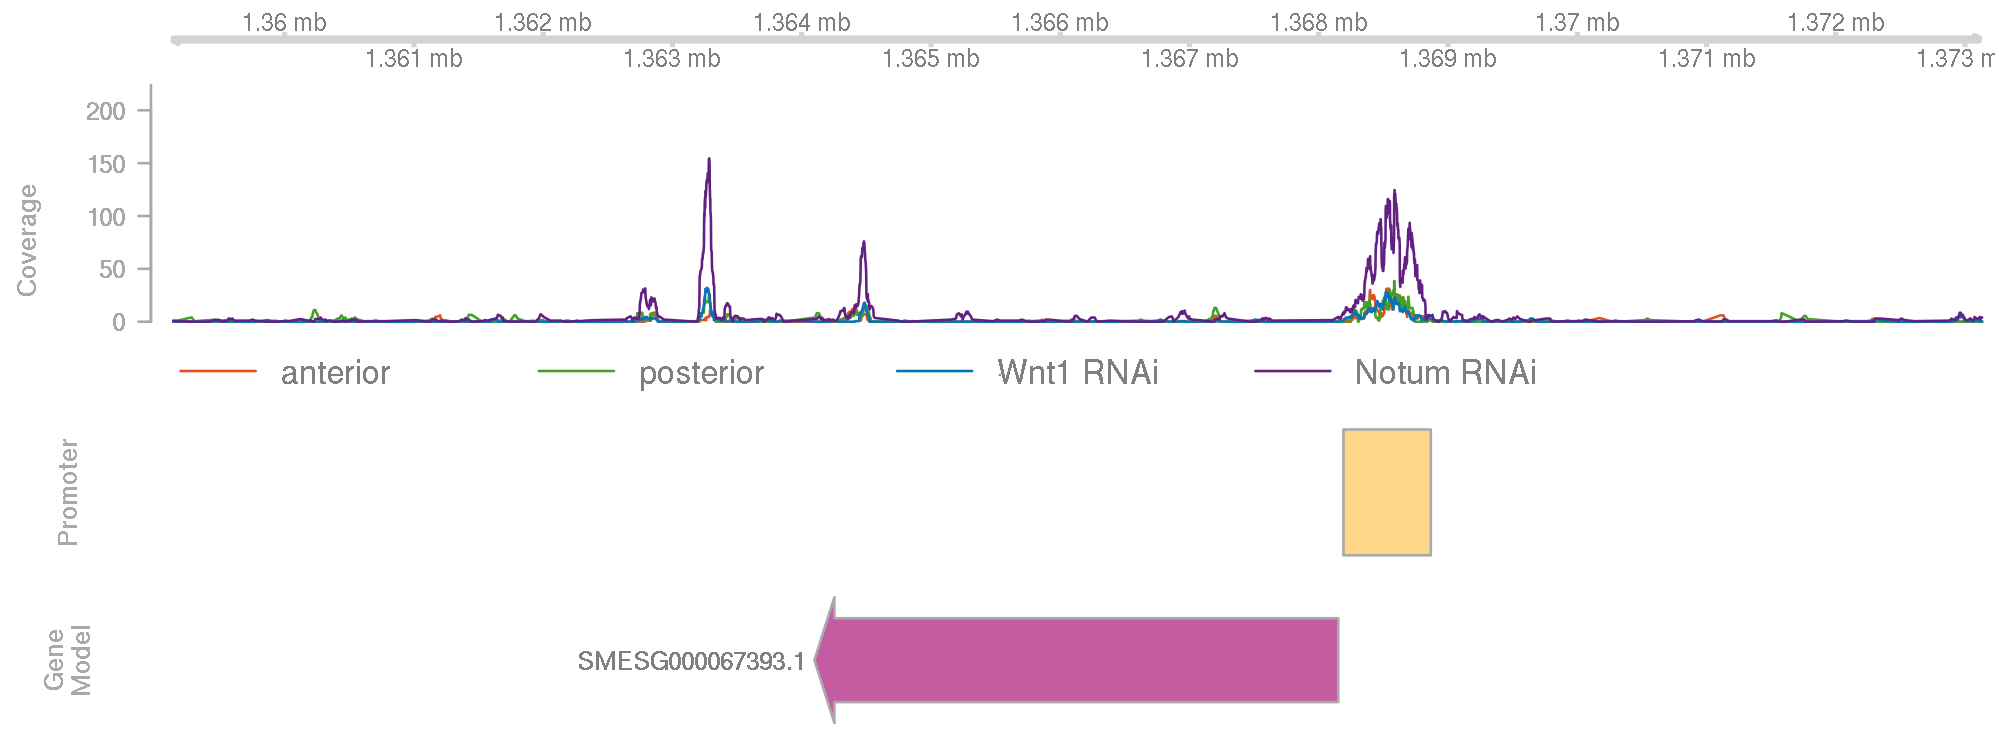 1.36 mb 1.362 mb 1.364 mb 1.366 mb 1.368 mb 1.37 mb 1.372 mb
1.361 mb 1.363 mb 1.365 mb 1.367 mb 1.369 mb 1.371 mb 1.373 m
Coverage
200
150
100
50
0
anterior posterior Wnt1 RNAi Notum RNAi
Promoter
Gene
Model
SMESG000067393.1